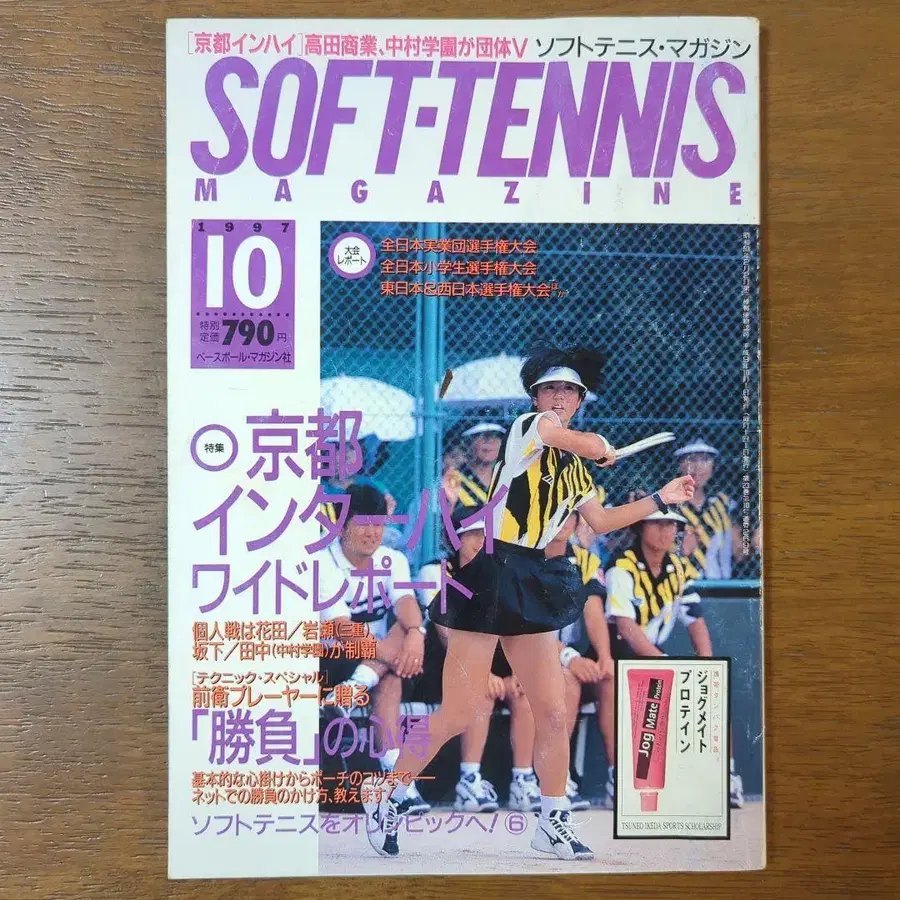 [京都インハイ]高田商業、中村学園が団体V ソフトテニス・マガジン
SOFT-TENNIS
MAGAZINE
1997
10
特別
定価790円
ベースボール・マガジン社
大会
レポート
全日本実業団選手権大会
全日本小学生選手権大会
東日本&西日本選手権大会ほか
特集
京都
インターハイ
ワイドレポート
個人戦は花田/岩瀬(三重)、
坂下/田中(中村学園)が制覇
[テクニック・スペシャル]
前衛プレーヤーに贈る
「勝負」の心得
基本的な心掛けからポーチのコツまで——
ネットでの勝負のかけ方、教えます!
ソフトテニスをオリンピックへ!⑥
ジョグメイト
プロテイン
Jog Mate Protein
TSUNEO IKEDA SPORTS SCHOLARSHIP